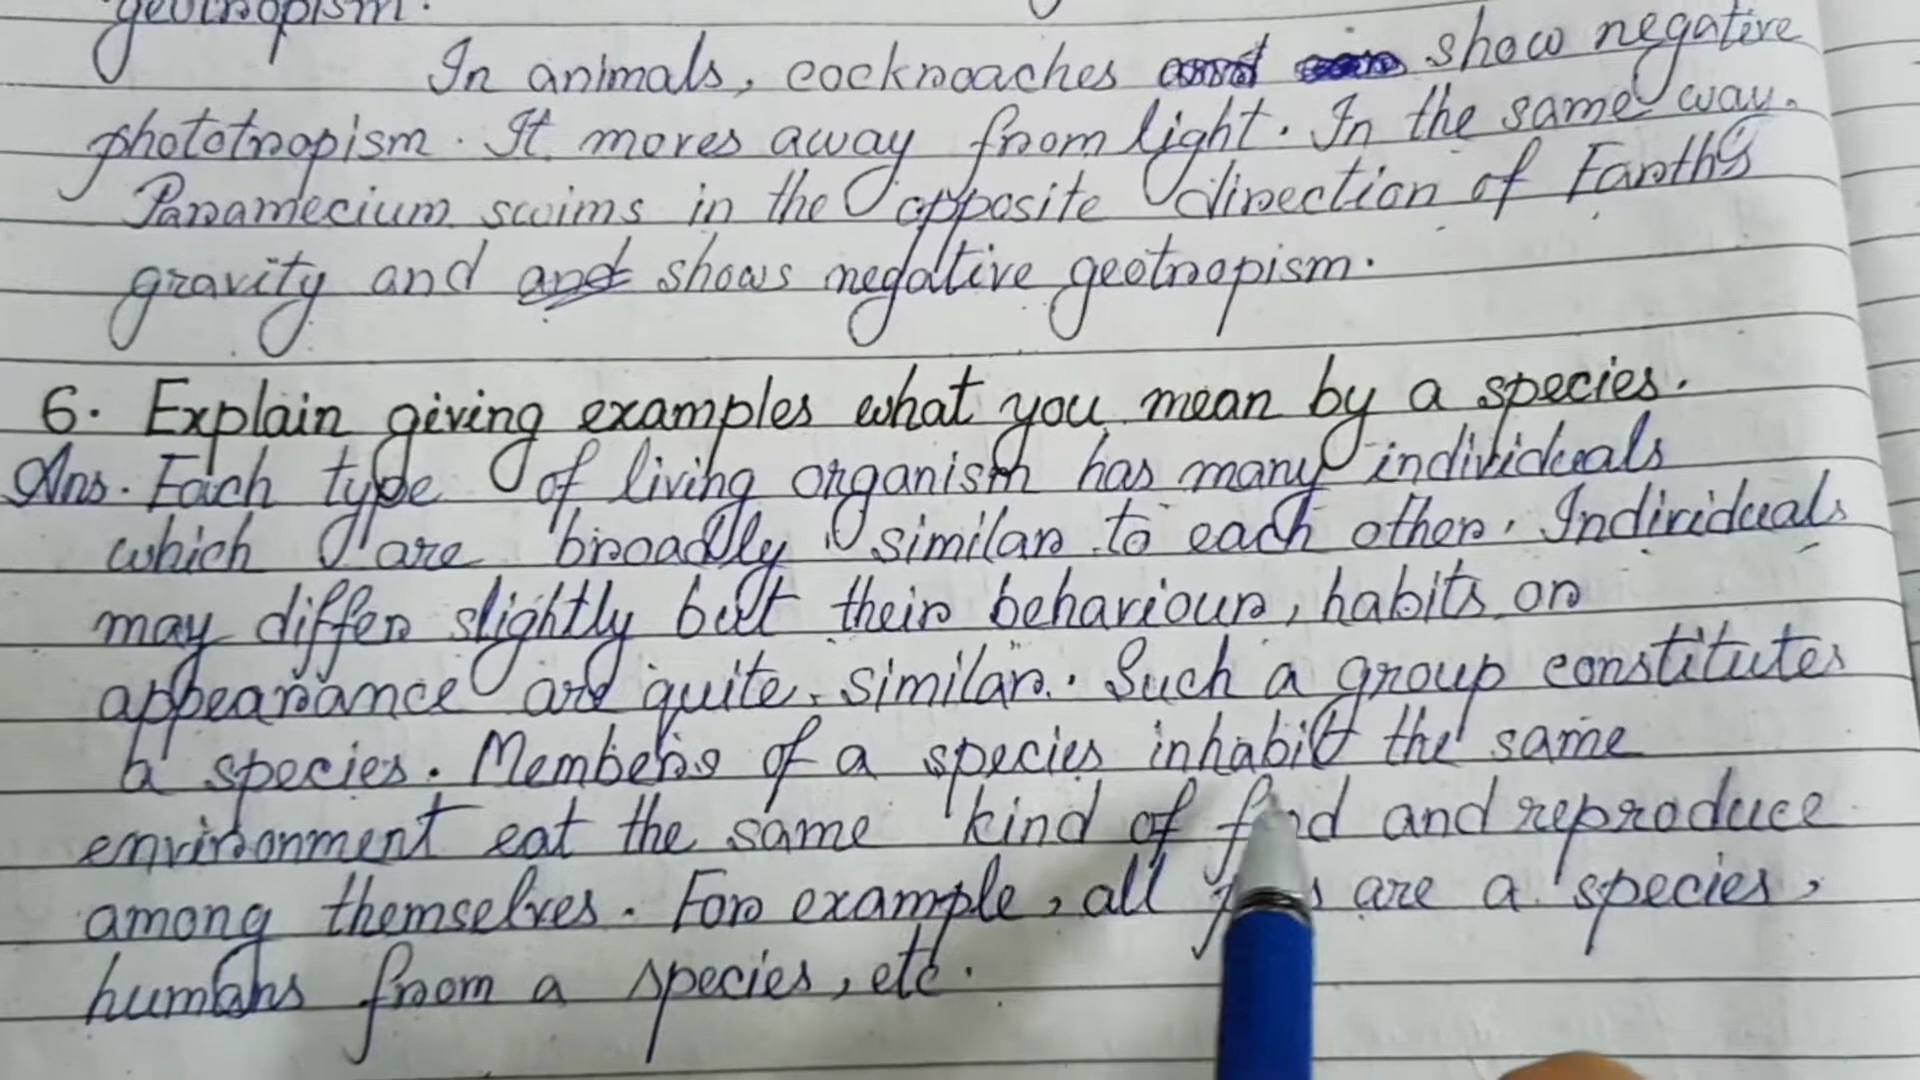 geotropism.
In animals, cockroaches show negative
phototropism. It moves away from light. In the same way.
Paramecium swims in the opposite direction of Earth's
gravity and and shows negative geotropism.
6. Explain giving examples what you mean by a species.
Ans. Each type of living organism has many individuals
which are broadly similar to each other. Individuals
may differ slightly but their behaviour, habits or
appearance are quite similar. Such a group constitutes
a species. Members of a species inhabit the same
environment eat the same kind of and reproduce
among themselves. For example, all are a species,
humans from a species, etc.